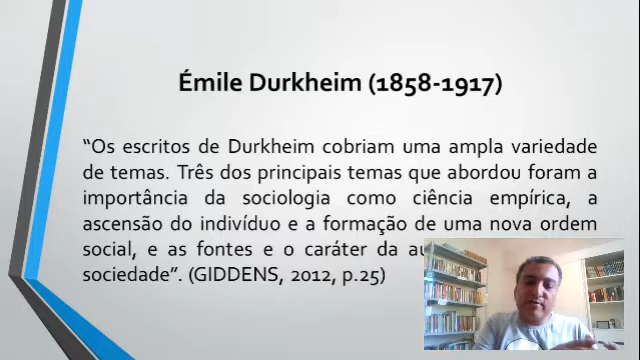 Émile Durkheim (1858-1917)
“Os escritos de Durkheim cobriam uma ampla variedade
de temas. Três dos principais temas que abordou foram a
importância da sociologia como ciência empírica, a
ascensão do indivíduo e a formação de uma nova ordem
social, e as fontes e o caráter da
sociedade”. (GIDDENS, 2012, p.25)